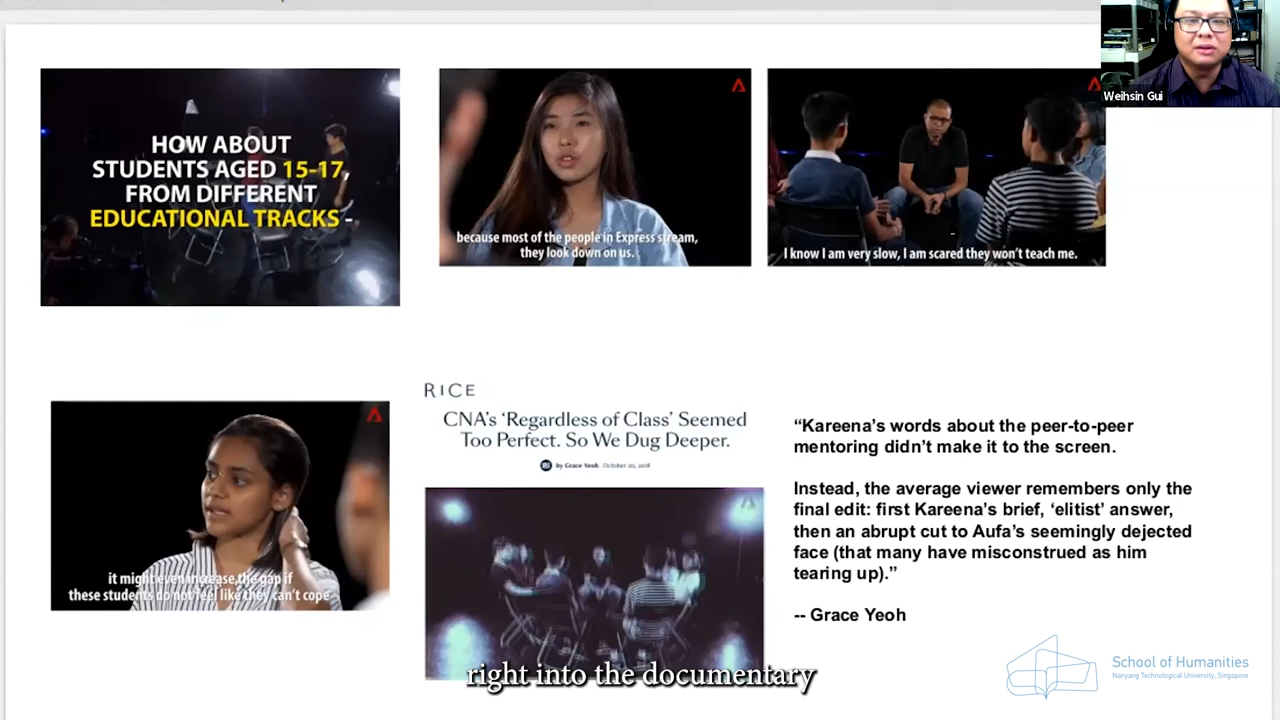 Weihsin Gui
HOW ABOUT
STUDENTS AGED 15-17,
FROM DIFFERENT
EDUCATIONAL TRACKS -
because most of the people in Express stream,
they look down on us.
I know I am very slow, I am scared they won't teach me.
it might even increase the gap if
these students do not feel like they can't cope
RICE
CNA's 'Regardless of Class' Seemed
Too Perfect. So We Dug Deeper.
by Grace Yeoh October 20, 2018
“Kareena's words about the peer-to-peer
mentoring didn't make it to the screen.
Instead, the average viewer remembers only the
final edit: first Kareena's brief, ‘elitist’ answer,
then an abrupt cut to Aufa's seemingly dejected
face (that many have misconstrued as him
tearing up).”
-- Grace Yeoh
right into the documentary
School of Humanities
Nanyang Technological University, Singapore